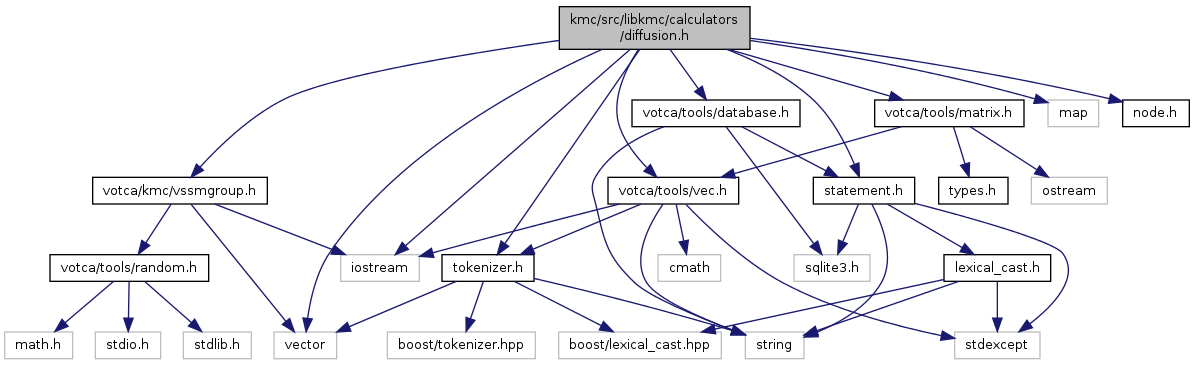 kmc/src/libkmc/calculators
/diffusion.h
votca/tools/database.h
votca/tools/matrix.h
map
node.h
votca/kmc/vssmgroup.h
votca/tools/vec.h
statement.h
types.h
ostream
votca/tools/random.h
iostream
tokenizer.h
cmath
sqlite3.h
lexical_cast.h
math.h
stdio.h
stdlib.h
vector
boost/tokenizer.hpp
boost/lexical_cast.hpp
string
stdexcept